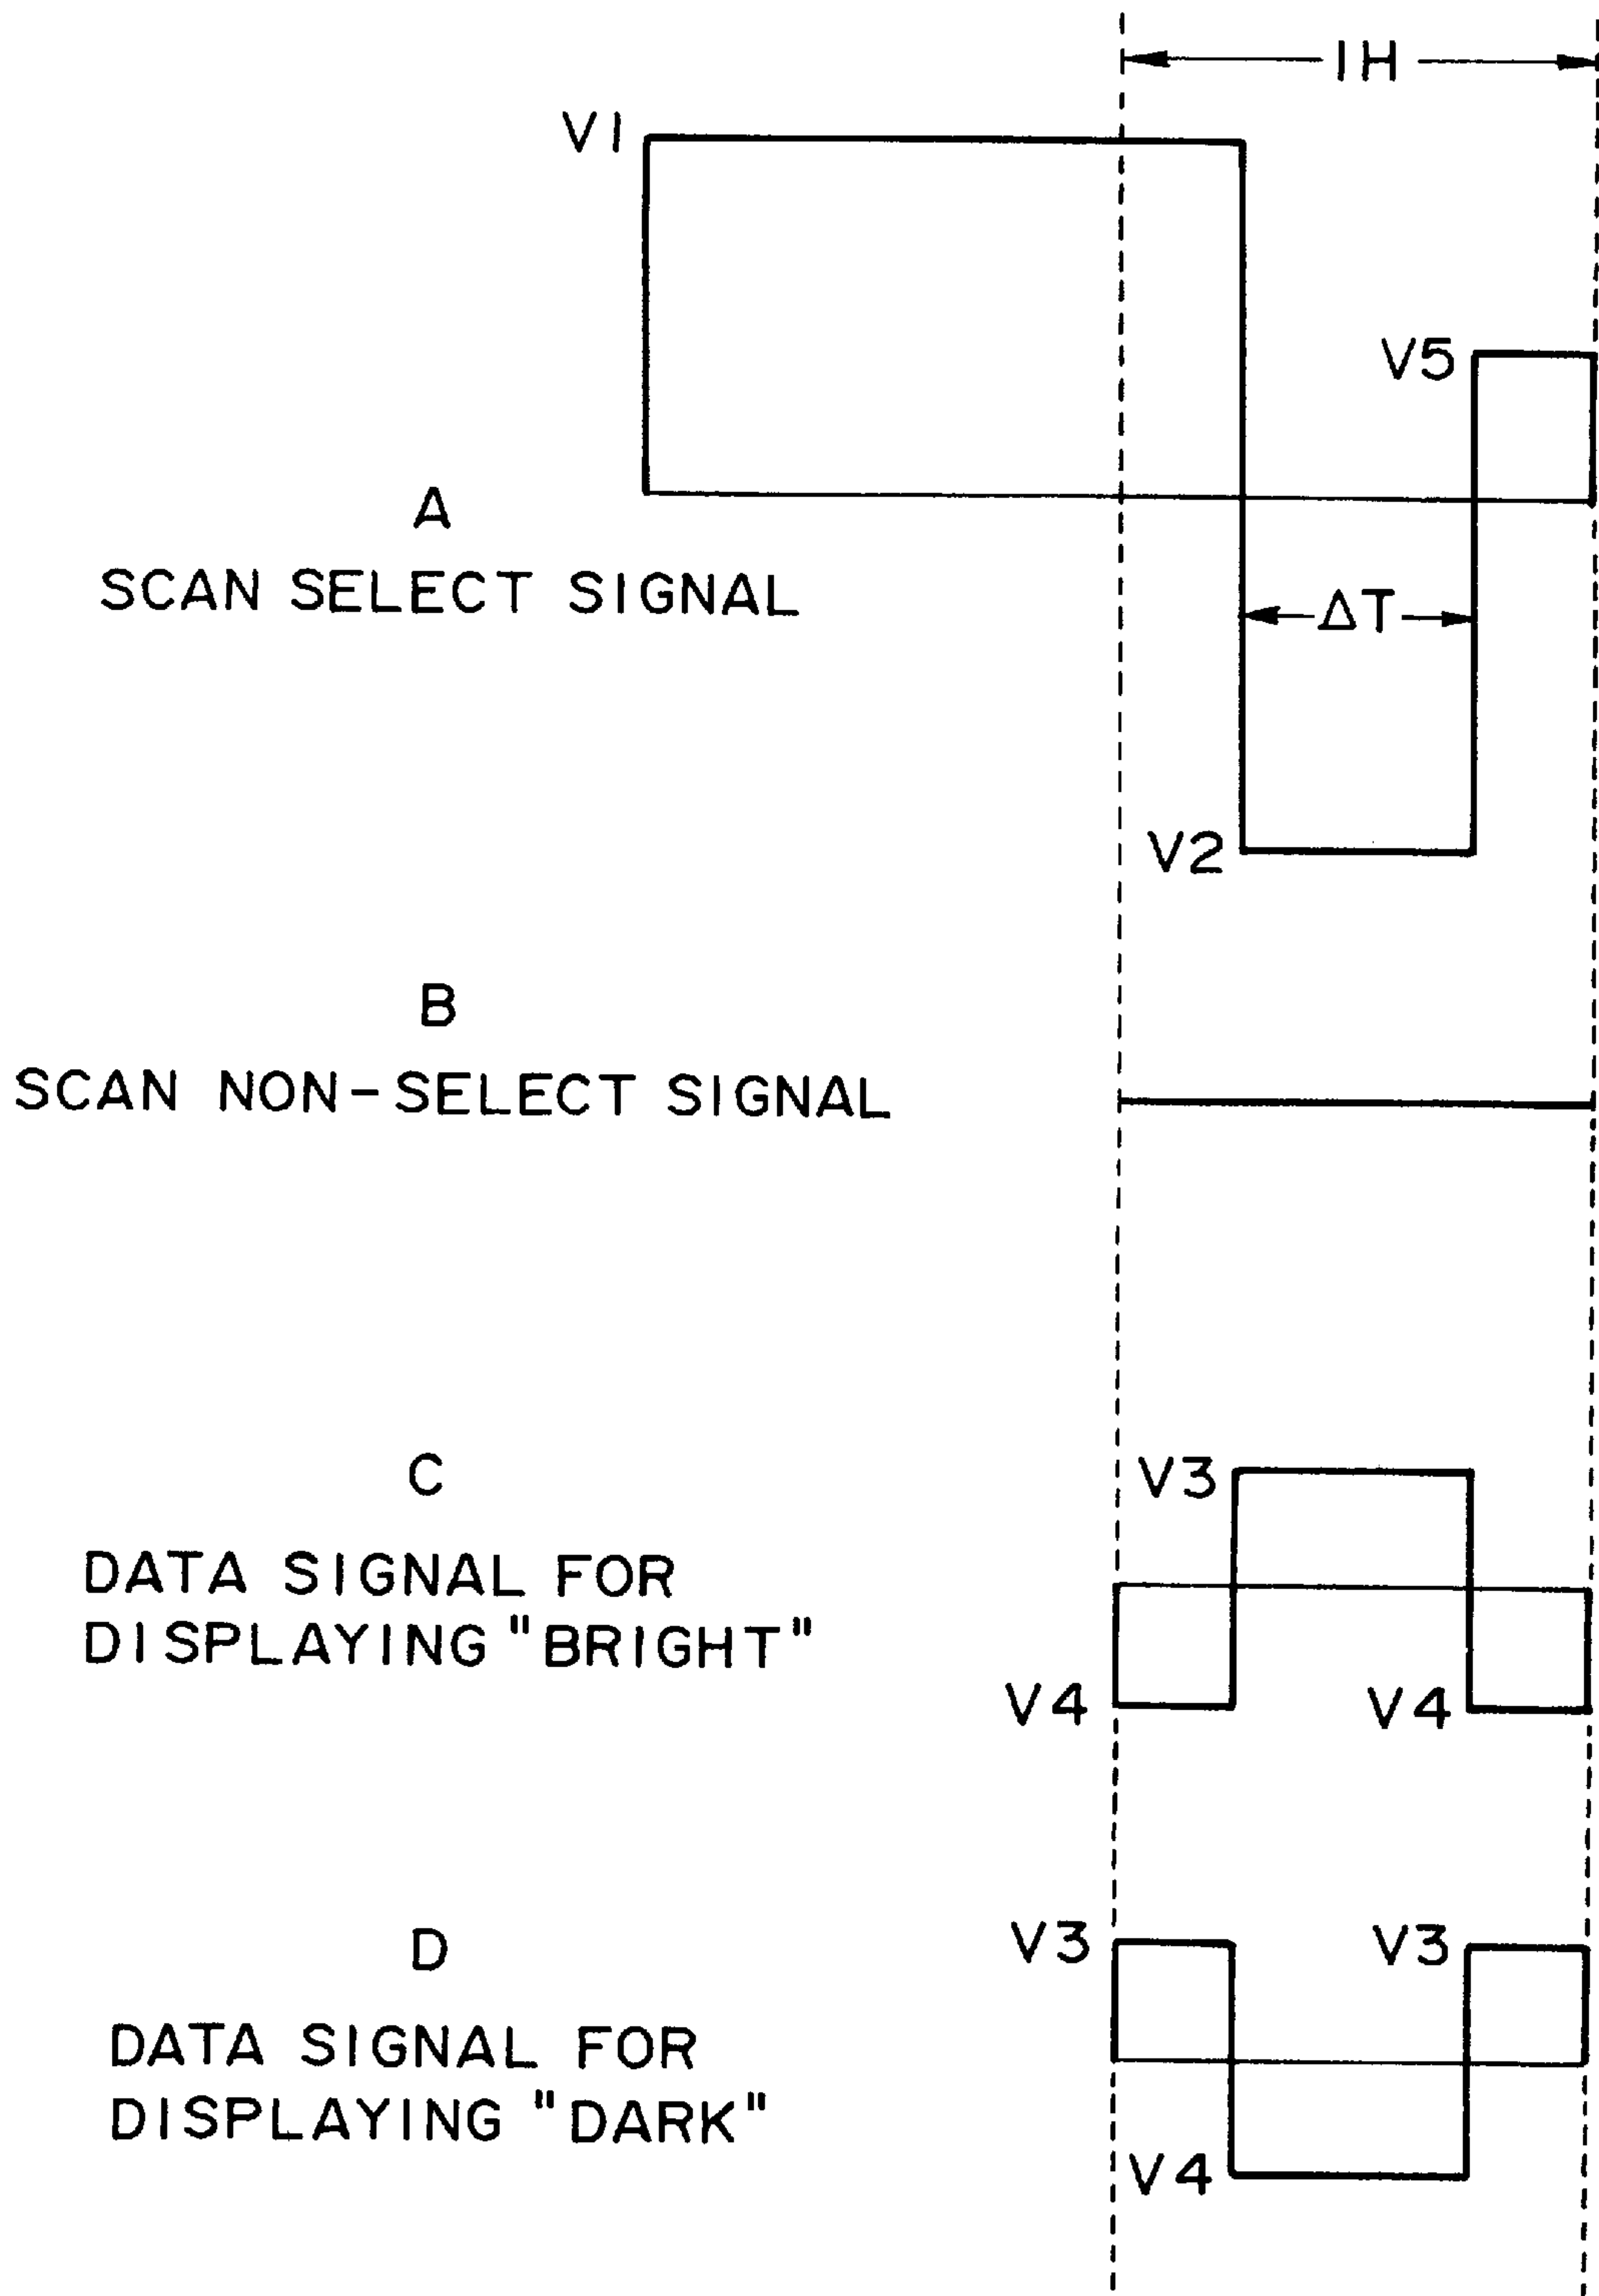 1H
V1
V5
A
SCAN SELECT SIGNAL
ΔT
V2
B
SCAN NON-SELECT SIGNAL
C
V3
DATA SIGNAL FOR
DISPLAYING "BRIGHT"
V4 V4
D
V3 V3
DATA SIGNAL FOR
DISPLAYING "DARK"
V4